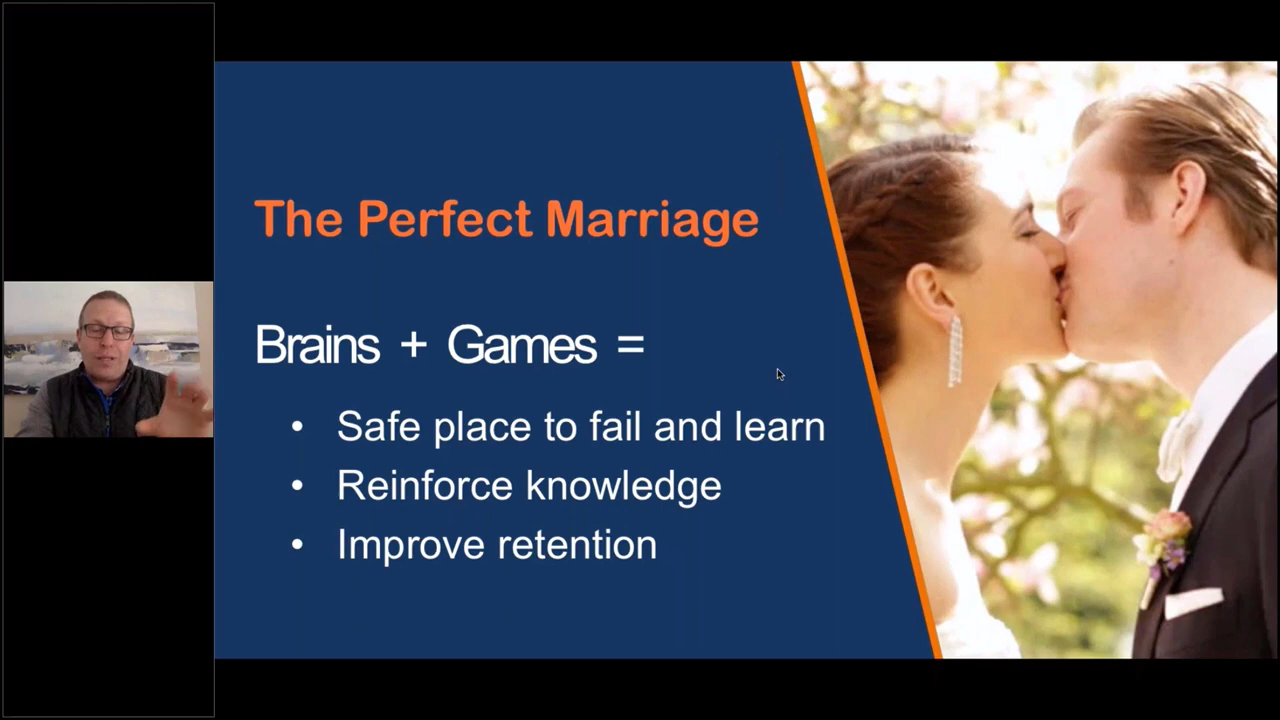 The Perfect Marriage
Brains + Games =
• Safe place to fail and learn
• Reinforce knowledge
• Improve retention